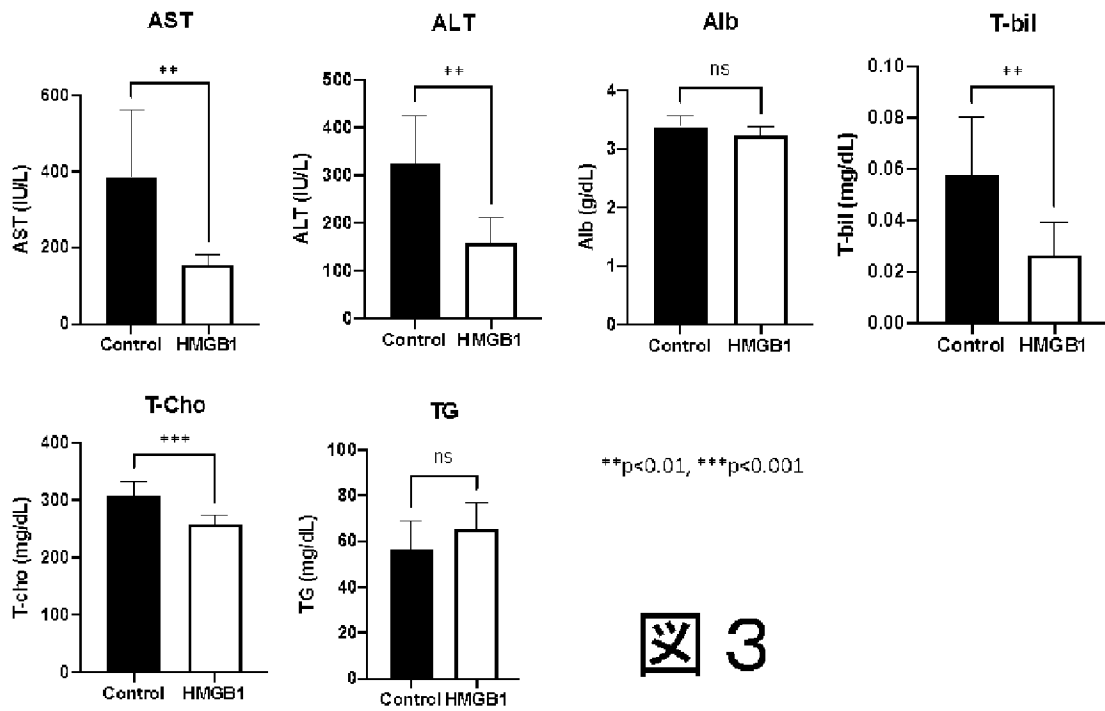 AST
**
600
400
200
0
AST (IU/L)
Control HMGB1
ALT
**
500
400
300
200
100
0
ALT (IU/L)
Control HMGB1
Alb
ns
4
3
2
1
0
Alb (g/dL)
Control HMGB1
T-bil
**
0.10
0.08
0.06
0.04
0.02
0.00
T-bil (mg/dL)
Control HMGB1
T-Cho
***
400
300
200
100
0
T-cho (mg/dL)
Control HMGB1
TG
ns
100
80
60
40
20
0
TG (mg/dL)
Control HMGB1
**p<0.01, ***p<0.001
図 3